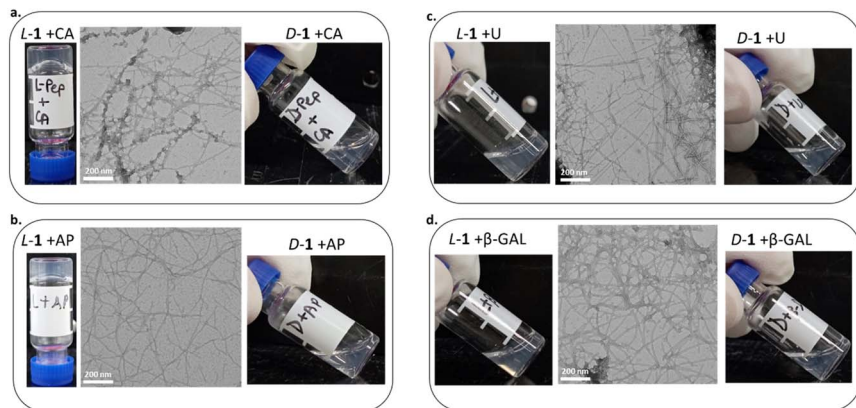 a.
L-1 +CA
D-1 +CA
L-Pep
+
CA
200 nm
D Pep
+
CA
b.
L-1 +AP
D-1 +AP
L+AP
200 nm
D+AP
c.
L-1 +U
D-1 +U
200 nm
D+U
d.
L-1 +β-GAL
D-1 +β-GAL
200 nm